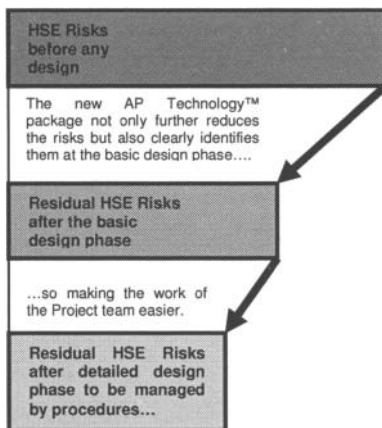 HSE Risks
before any
design
The new AP Technology™
package not only further reduces
the risks but also clearly identifies
them at the basic design phase....
Residual HSE Risks
after the basic
design phase
...so making the work of
the Project team easier.
Residual HSE Risks
after detailed design
phase to be managed
by procedures...